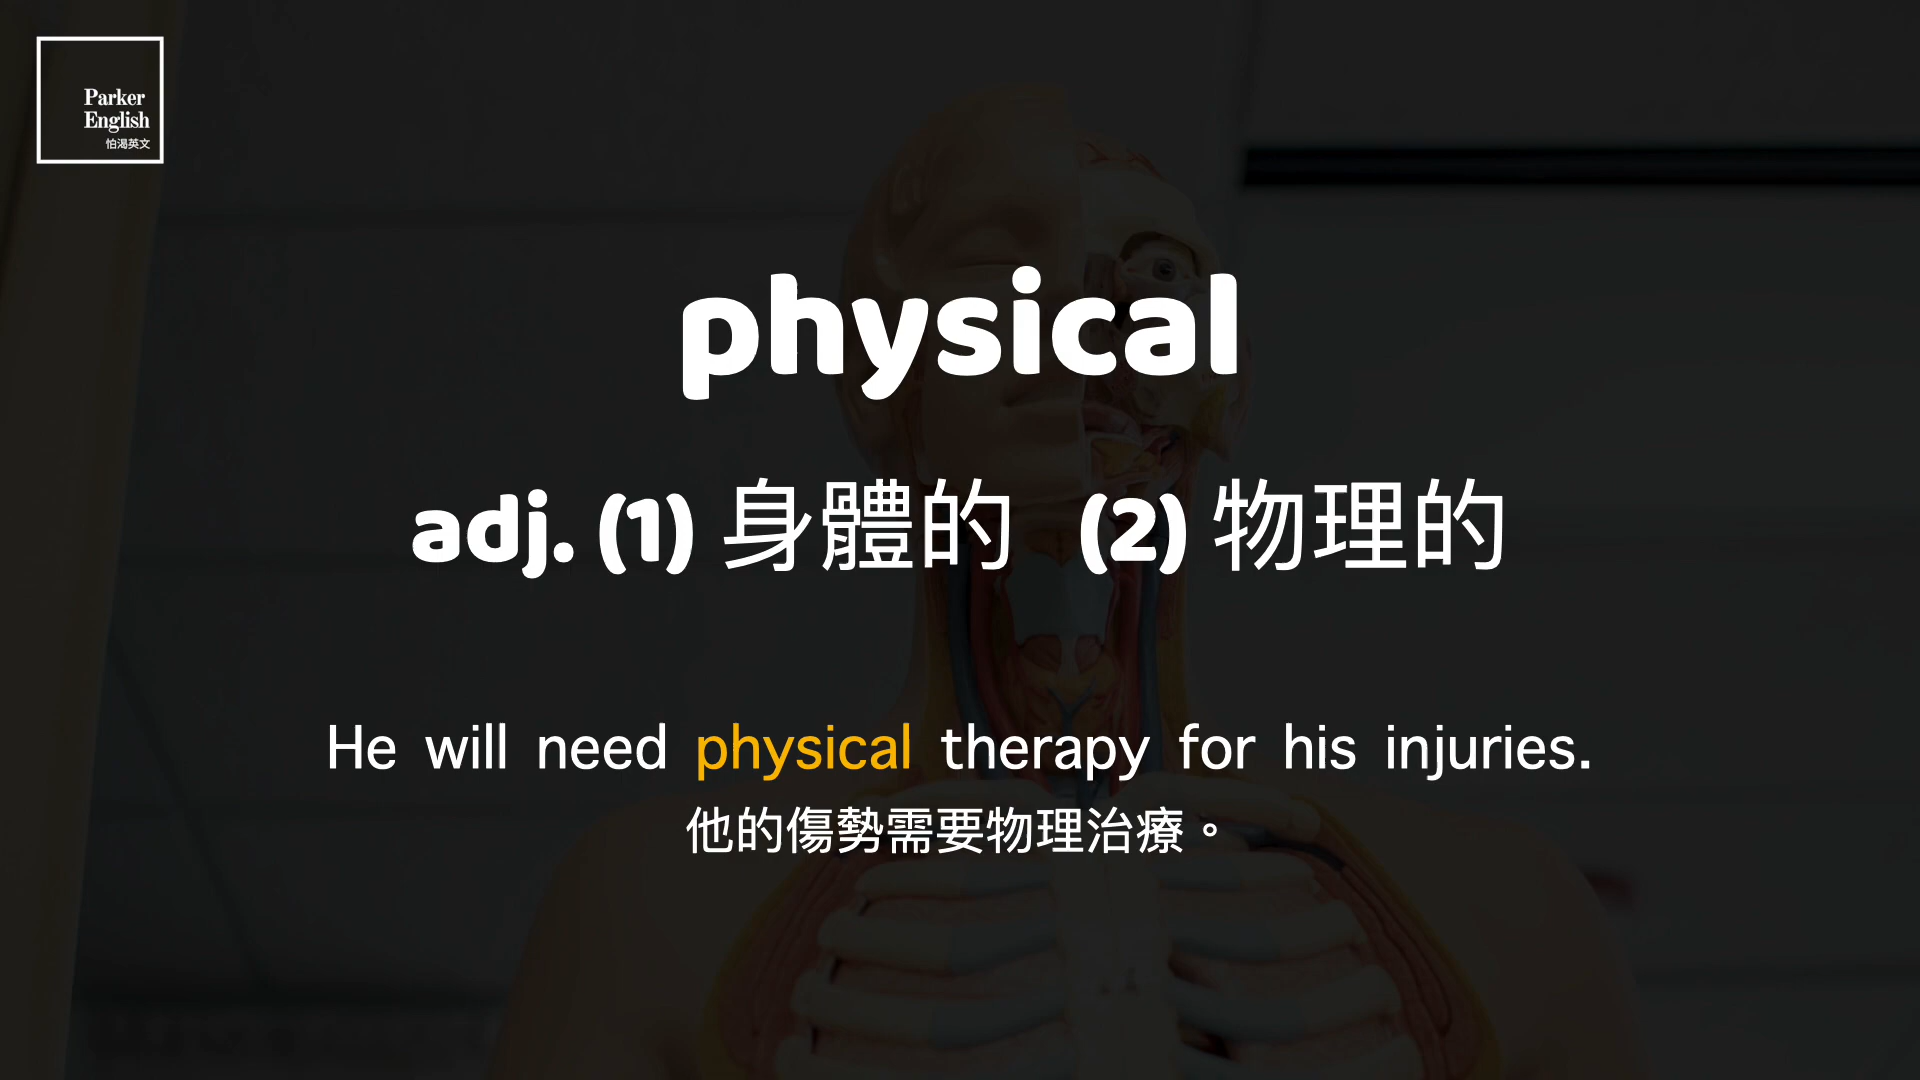 Parker
English
怕渴英文
physical
adj. (1) 身體的 (2) 物理的
He will need physical therapy for his injuries.
他的傷勢需要物理治療。